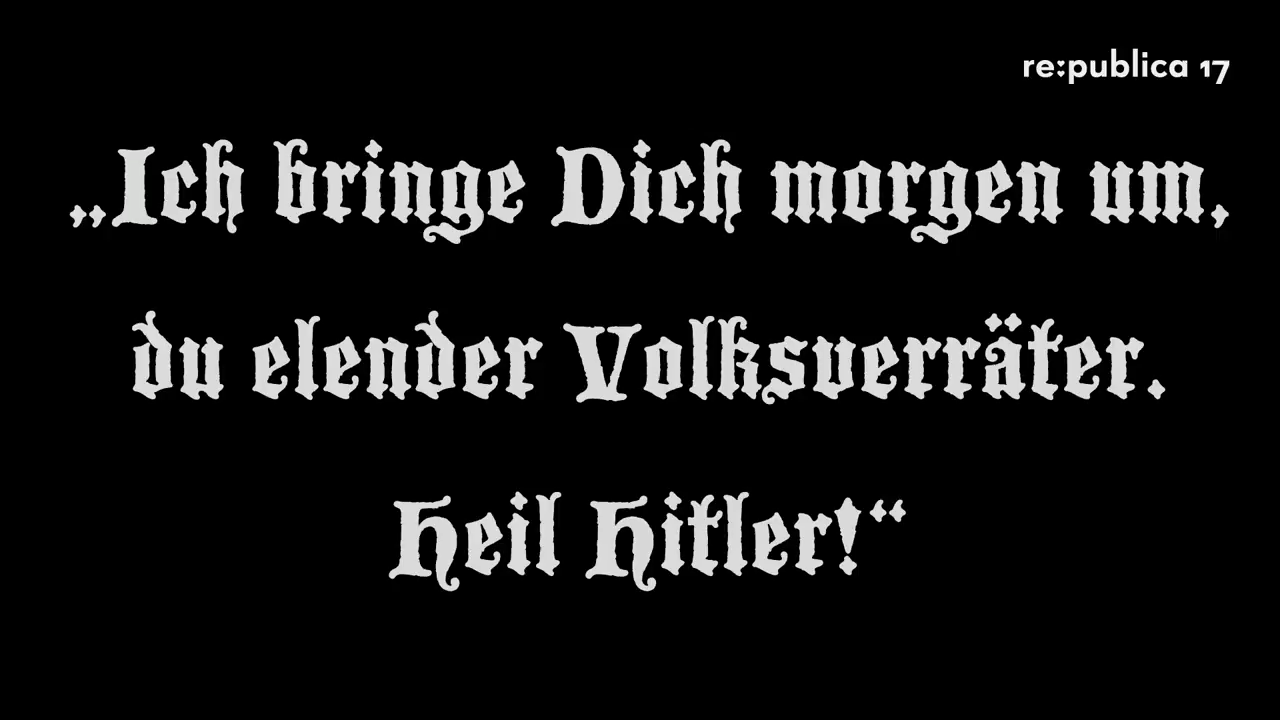 re:publica 17
„Ich bringe Dich morgen um,
du elender Volksverräter.
Heil Hitler!“